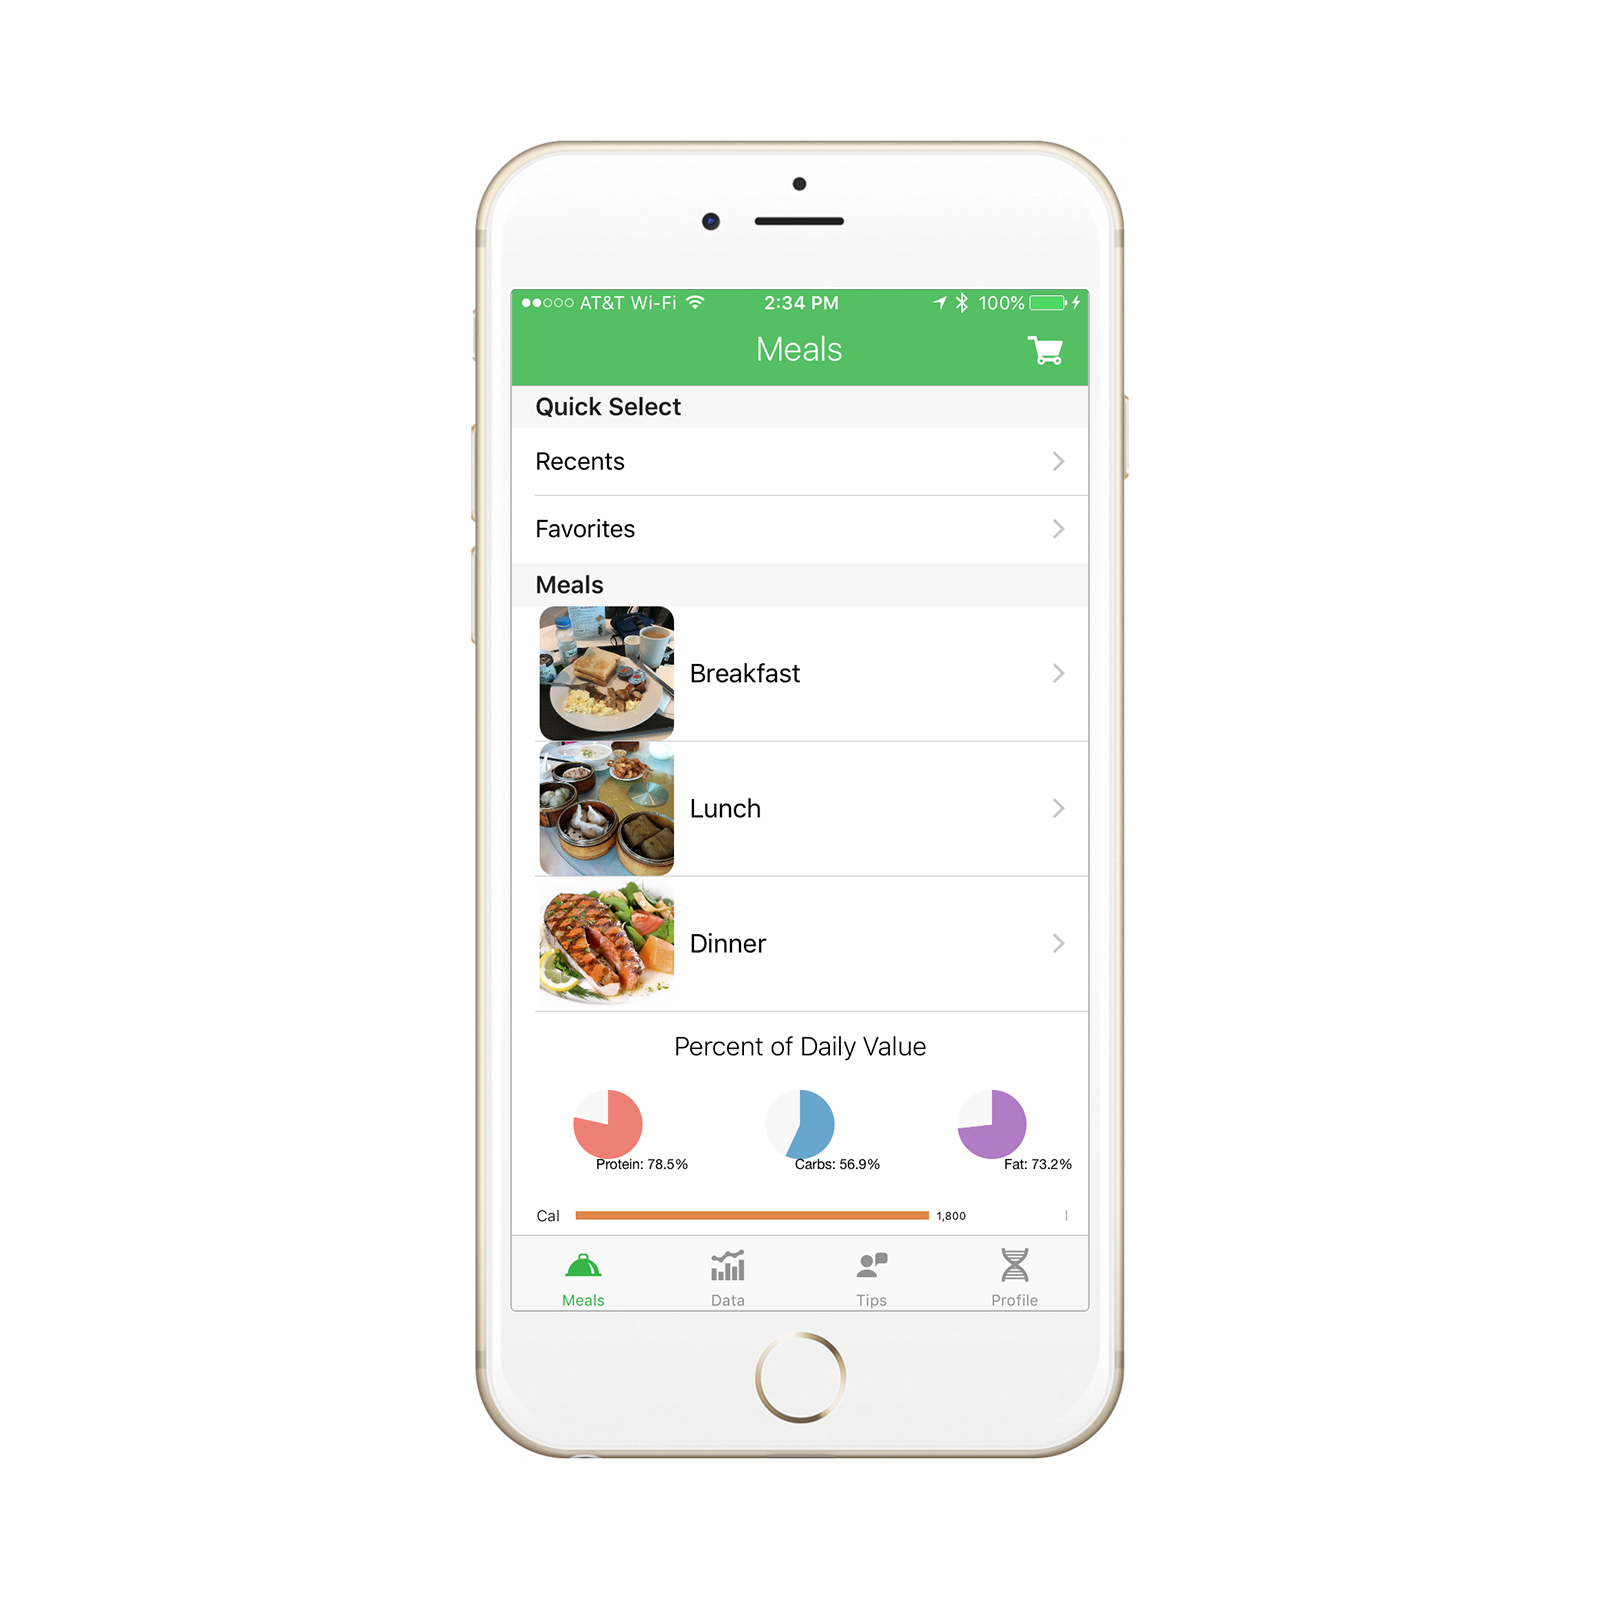 AT&T Wi-Fi 2:34 PM 100%
Meals
Quick Select
Recents
Favorites
Meals
Breakfast
Lunch
Dinner
Percent of Daily Value
Protein: 78.5% Carbs: 56.9% Fat: 73.2%
Cal 1,800
Meals Data Tips Profile